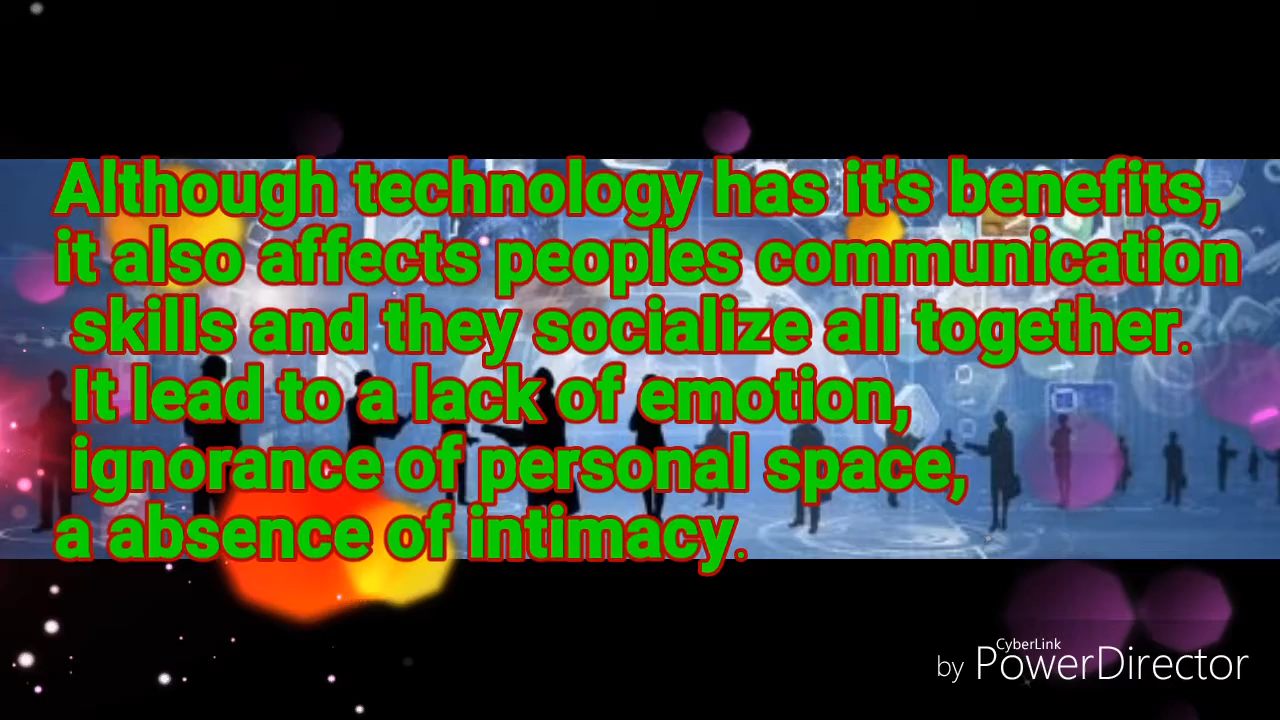 Although technology has it's benefits,
it also affects peoples communication
skills and they socialize all together.
It lead to a lack of emotion,
ignorance of personal space,
a absence of intimacy.
CyberLink
by PowerDirector